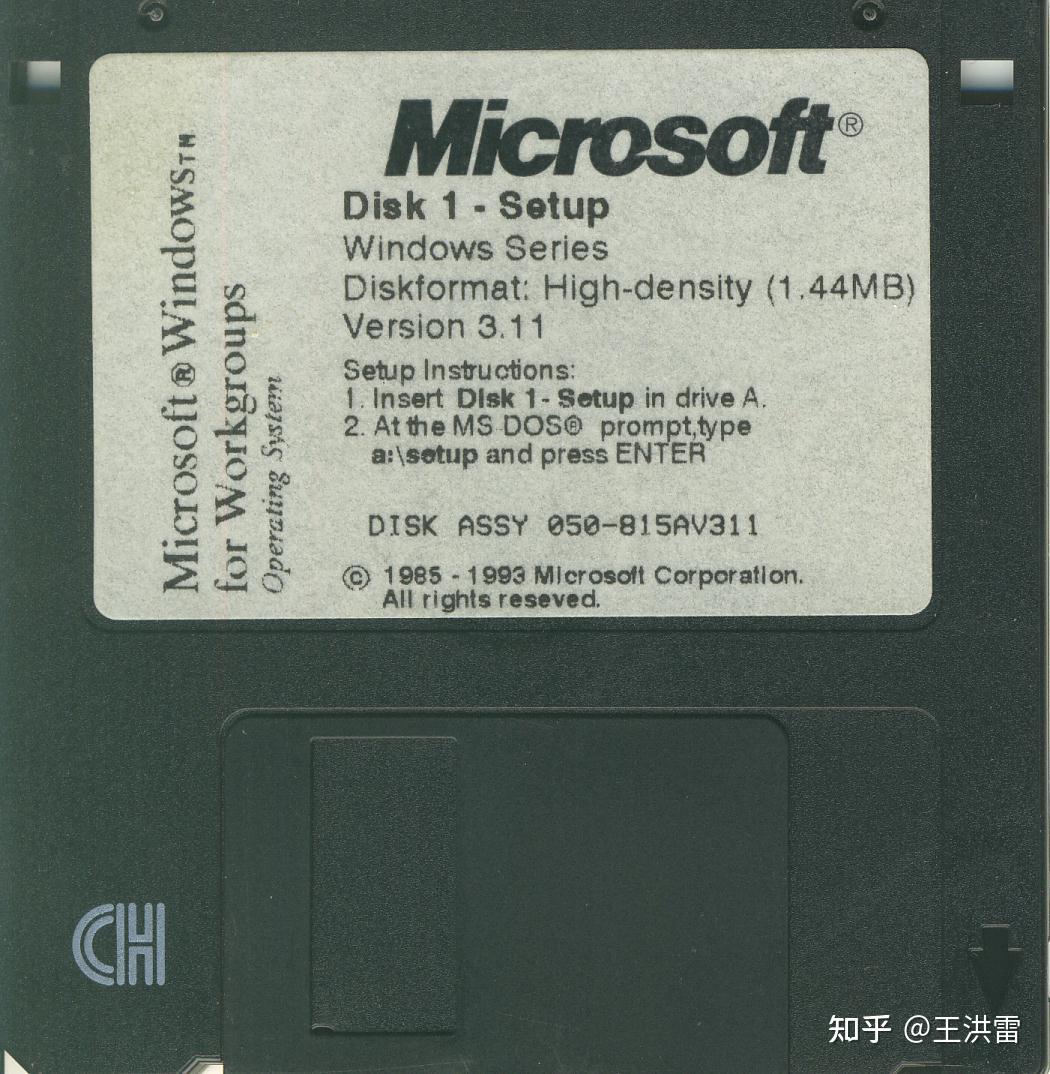 Microsoft®
Disk 1 - Setup
Windows Series
Diskformat: High-density (1.44MB)
Version 3.11
Setup Instructions:
1. Insert Disk 1 - Setup in drive A.
2. At the MS DOS® prompt,type
a:\setup and press ENTER
DISK ASSY 050-815AV311
© 1985 - 1993 Microsoft Corporation.
All rights reseved.
Microsoft® Windows™
for Workgroups
Operating System
CH
知乎 @王洪雷